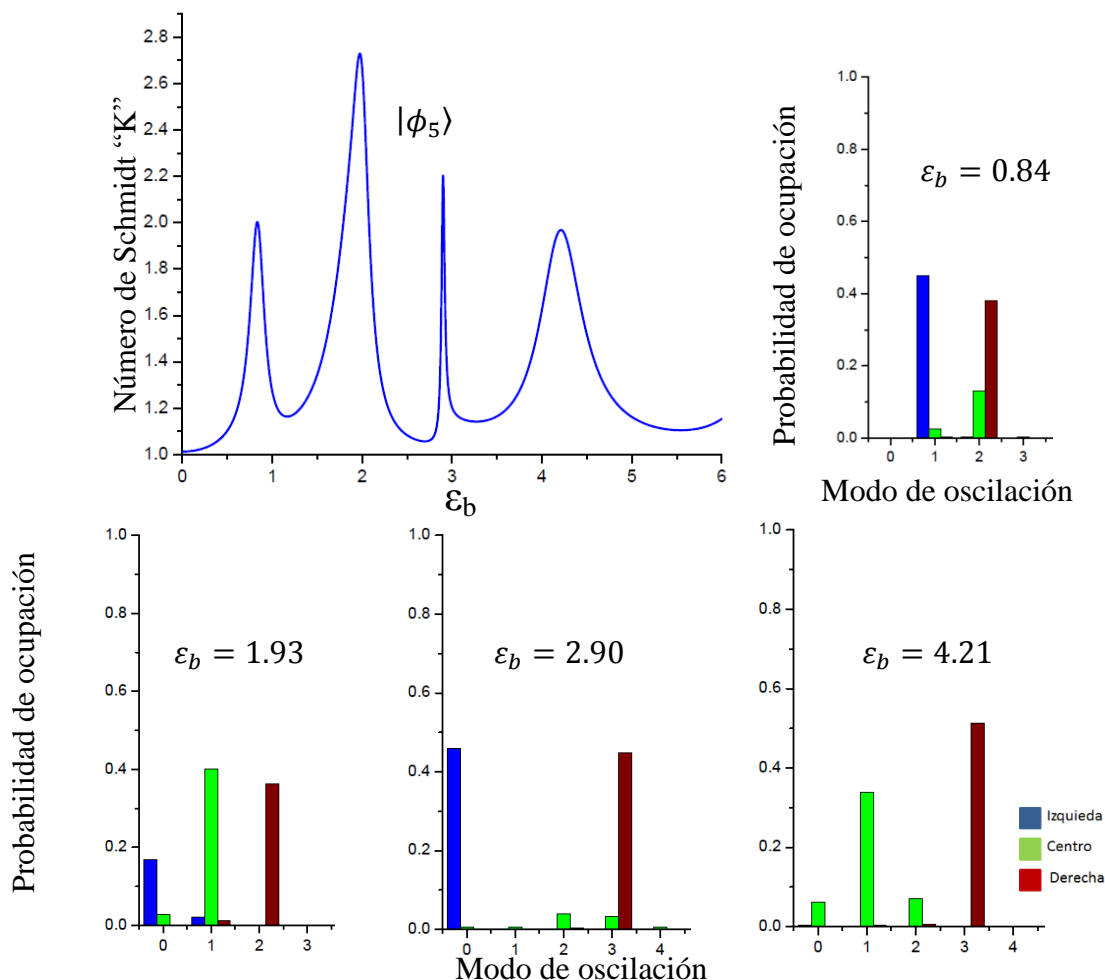 Número de Schmidt “K”
2.8
2.6
2.4
2.2
2.0
1.8
1.6
1.4
1.2
1.0
|ϕ₅⟩
0 1 2 3 4 5 6
εb
Probabilidad de ocupación
1.0
0.8
0.6
0.4
0.2
0.0
εb = 0.84
0 1 2 3
Modo de oscilación
Probabilidad de ocupación
1.0
0.8
0.6
0.4
0.2
0.0
εb = 1.93
0 1 2 3
1.0
0.8
0.6
0.4
0.2
0.0
εb = 2.90
0 1 2 3 4
Modo de oscilación
1.0
0.8
0.6
0.4
0.2
0.0
εb = 4.21
Izquieda
Centro
Derecha
0 1 2 3 4